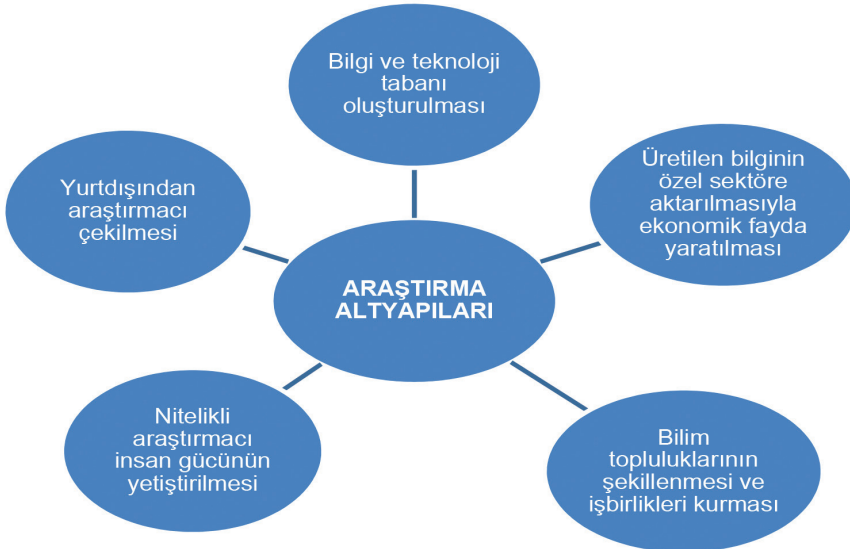 Bilgi ve teknoloji
tabanı
oluşturulması
Üretilen bilginin
özel sektöre
aktarılmasıyla
ekonomik fayda
yaratılması
Yurtdışından
araştırmacı
çekilmesi
ARAŞTIRMA
ALTYAPILARI
Nitelikli
araştırmacı
insan gücünün
yetiştirilmesi
Bilim
topluluklarının
şekillenmesi ve
işbirlikleri kurması